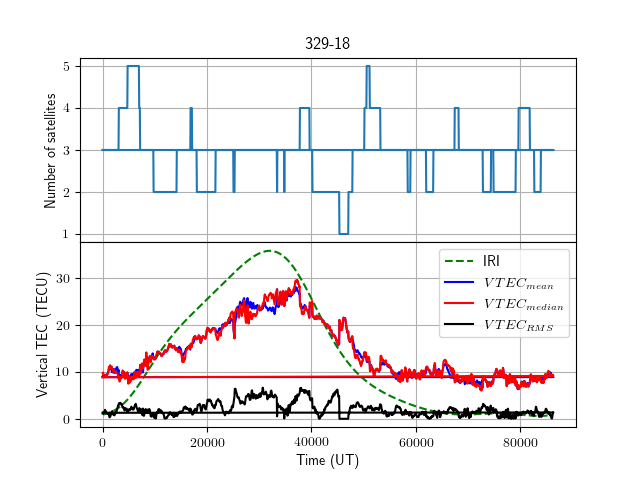 329-18
Number of satellites
5
4
3
2
1
Vertical TEC (TECU)
30
20
10
0
IRI
VTEC_mean
VTEC_median
VTEC_RMS
0 20000 40000 60000 80000
Time (UT)